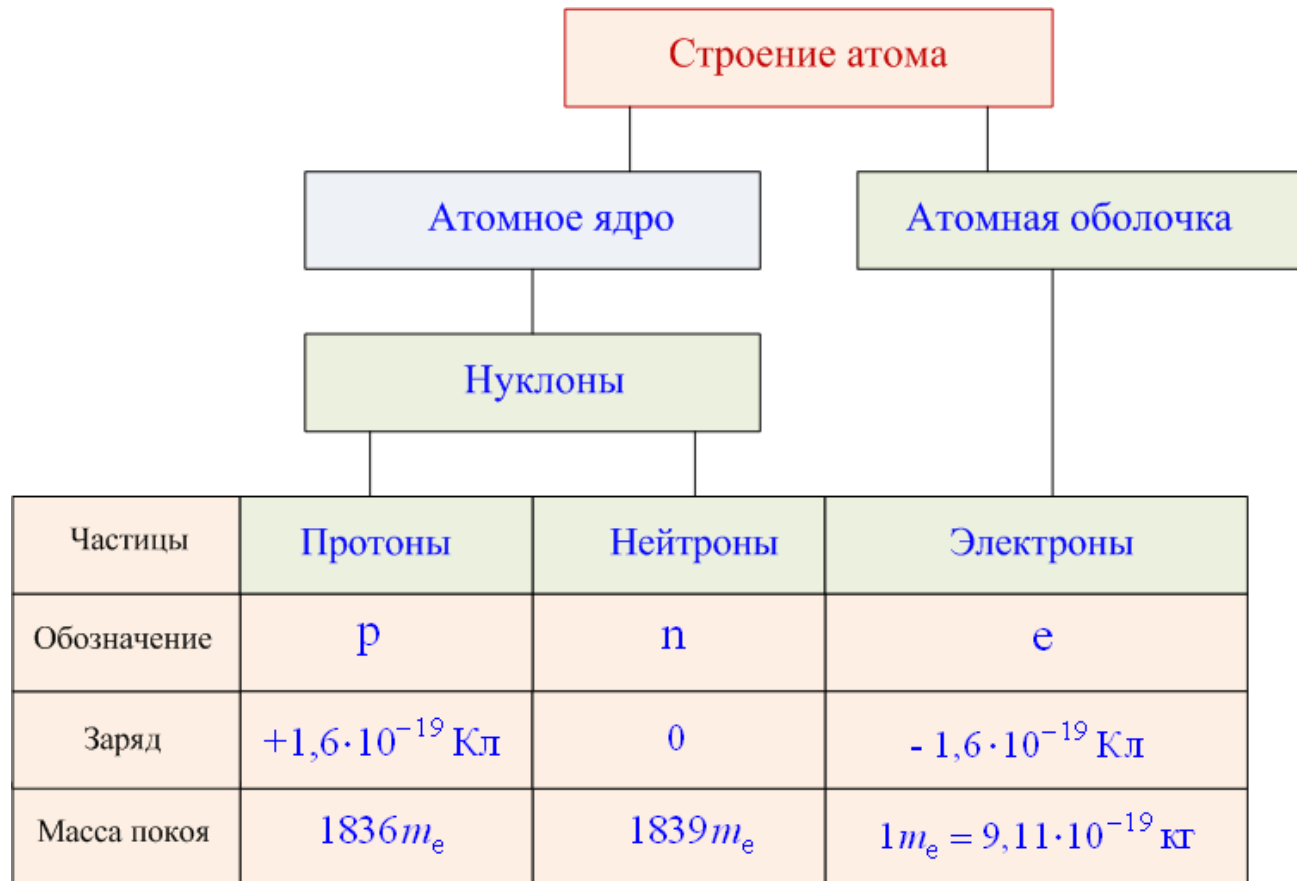 Строение атома
Атомное ядро
Атомная оболочка
Нуклоны
Частицы Протоны Нейтроны Электроны
Обозначение p n e
Заряд +1,6·10⁻¹⁹ Кл 0 - 1,6·10⁻¹⁹ Кл
Масса покоя 1836mₑ 1839mₑ 1mₑ = 9,11·10⁻¹⁹ кг